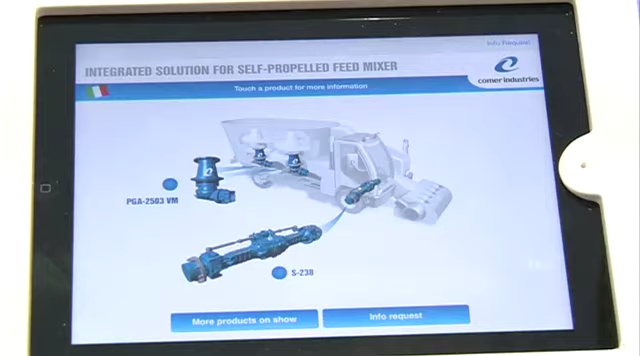 Info Request
INTEGRATED SOLUTION FOR SELF-PROPELLED FEED MIXER
comer industries
Touch a product for more information
PGA-2503 VM
S-238
More products on show
Info request